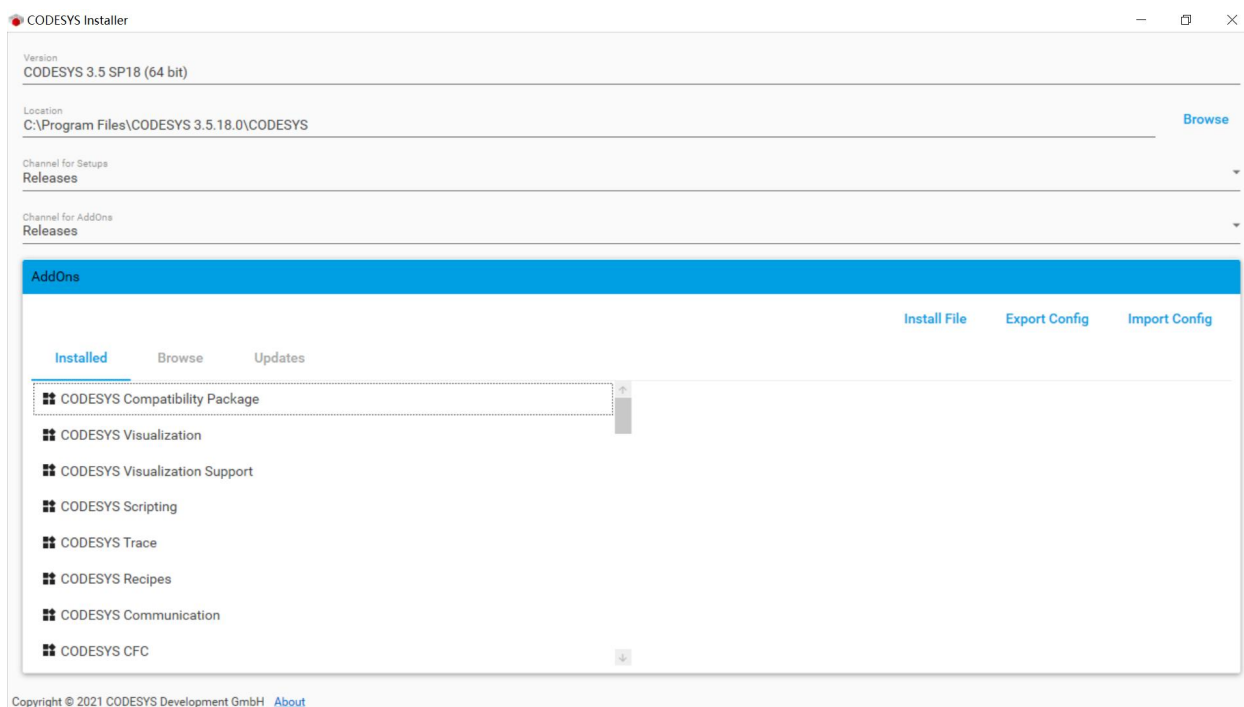 CODESYS Installer
Version
CODESYS 3.5 SP18 (64 bit)
Location
C:\Program Files\CODESYS 3.5.18.0\CODESYS
Browse
Channel for Setups
Releases
Channel for AddOns
Releases
AddOns
Install File Export Config Import Config
Installed Browse Updates
CODESYS Compatibility Package
CODESYS Visualization
CODESYS Visualization Support
CODESYS Scripting
CODESYS Trace
CODESYS Recipes
CODESYS Communication
CODESYS CFC
Copyright © 2021 CODESYS Development GmbH About